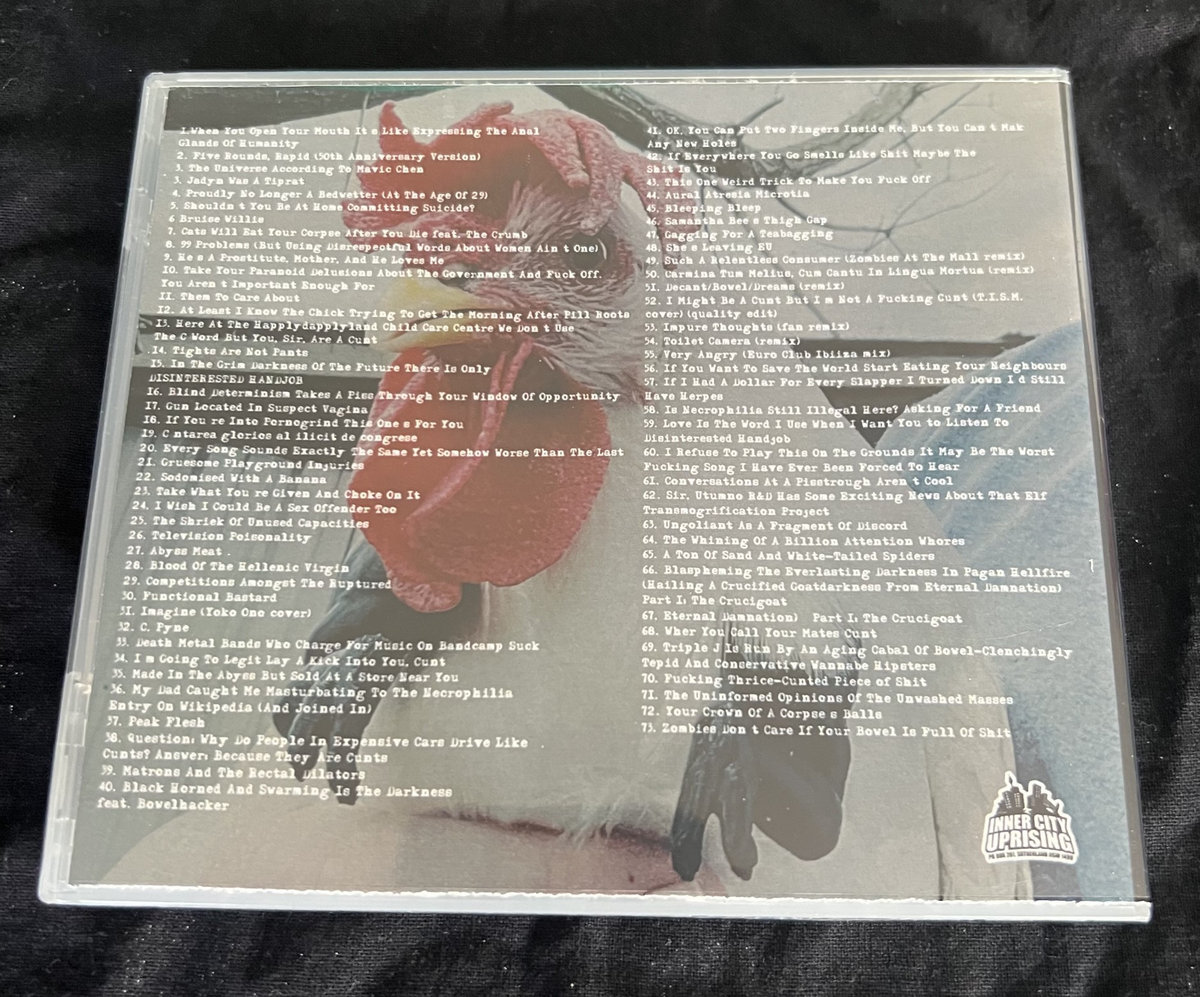 1.When You Open Your Mouth It s Like Expressing The Anal
Glands Of Humanity
2. Five Rounds, Rapid (50th Anniversary Version)
3. The Universe According To Mavic Chen
3. Jadyn Was A Tiprat
4. Proudly No Longer A Bedwetter (At The Age Of 29)
5. Shouldn t You Be At Home Committing Suicide?
6 Bruise Willis
7. Cats Will Eat Your Corpse After You Die feat. The Crumb
8. 99 Problems (But Using Disrespectful Words About Women Ain t One)
9. He s A Prostitute, Mother, And He Loves Me
10. Take Your Paranoid Delusions About The Government And Fuck Off.
You Aren t Important Enough For
11. Them To Care About
12. At Least I Know The Chick Trying To Get The Morning After Pill Roots
13. Here At The Happlydapplyland Child Care Centre We Don t Use
The C Word But You, Sir, Are A Cunt
14. Tights Are Not Pants
15. In The Grim Darkness Of The Future There Is Only
DISINTERESTED HANDJOB
16. Blind Determinism Takes A Piss Through Your Window Of Opportunity
17. Gun Located In Suspect Vagina
18. If You re Into Pornogrind This One s For You
19. C ntarea glorios al ilicit de congrese
20. Every Song Sounds Exactly The Same Yet Somehow Worse Than The Last
21. Gruesome Playground Injuries
22. Sodomised With A Banana
23. Take What You re Given And Choke On It
24. I Wish I Could Be A Sex Offender Too
25. The Shriek Of Unused Capacities
26. Television Poisonality
27. Abyss Meat .
28. Blood Of The Hellenic Virgin
29. Competitions Amongst The Ruptured
30. Functional Bastard
31. Imagine (Yoko Ono cover)
32. C. Pyne
33. Death Metal Bands Who Charge For Music On Bandcamp Suck
34. I m Going To Legit Lay A Kick Into You, Cunt
35. Made In The Abyss But Sold At A Store Near You
36. My Dad Caught Me Masturbating To The Necrophilia
Entry On Wikipedia (And Joined In)
37. Peak Flesh
38. Question: Why Do People In Expensive Cars Drive Like
Cunts? Answer: Because They Are Cunts
39. Matrons And The Rectal Dilators
40. Black Horned And Swarming Is The Darkness
feat. Bowelhacker
41. OK, You Can Put Two Fingers Inside Me, But You Can t Mak
Any New Holes
42. If Everywhere You Go Smells Like Shit Maybe The
Shit Is You
43. This One Weird Trick To Make You Fuck Off
44. Aural Atresia Microtia
45. Bleeping Bleep
46. Samantha Bee s Thigh Gap
47. Gagging For A Teabagging
48. She s Leaving EU
49. Such A Relentless Consumer (Zombies At The Mall remix)
50. Carmina Tum Melius, Cum Cantu In Lingua Mortua (remix)
51. Decant/Bowel/Dreams (remix)
52. I Might Be A Cunt But I m Not A Fucking Cunt (T.I.S.M.
cover) (quality edit)
53. Impure Thoughts (fan remix)
54. Toilet Camera (remix)
55. Very Angry (Euro Club Ibiiza mix)
56. If You Want To Save The World Start Eating Your Neighbours
57. If I Had A Dollar For Every Slapper I Turned Down I d Still
Have Herpes
58. Is Necrophilia Still Illegal Here? Asking For A Friend
59. Love Is The Word I Use When I Want You to Listen To
Disinterested Handjob
60. I Refuse To Play This On The Grounds It May Be The Worst
Fucking Song I Have Ever Been Forced To Hear
61. Conversations At A Pisstrough Aren t Cool
62. Sir, Utumno R&D Has Some Exciting News About That Elf
Transmogrification Project
63. Ungoliant As A Fragment Of Discord
64. The Whining Of A Billion Attention Whores
65. A Ton Of Sand And White-Tailed Spiders
66. Blaspheming The Everlasting Darkness In Pagan Hellfire
(Hailing A Crucified Goatdarkness From Eternal Damnation)
Part I: The Crucigoat
67. Eternal Damnation) Part I: The Crucigoat
68. When You Call Your Mates Cunt
69. Triple J Is Run By An Aging Cabal Of Bowel-Clenchingly
Tepid And Conservative Wannabe Hipsters
70. Fucking Thrice-Cunted Piece of Shit
71. The Uninformed Opinions Of The Unwashed Masses
72. Your Crown Of A Corpse s Balls
73. Zombies Don t Care If Your Bowel Is Full Of Shit
INNER CITY
UPRISING
PO BOX 201, SUTHERLAND NSW 1499